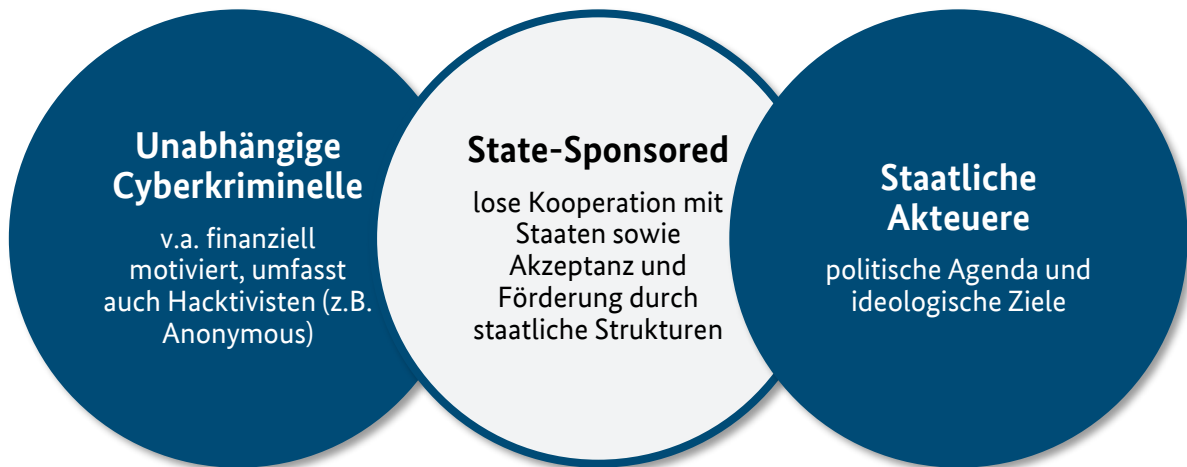 Unabhängige
Cyberkriminelle
v.a. finanziell
motiviert, umfasst
auch Hacktivisten (z.B.
Anonymous)
State-Sponsored
lose Kooperation mit
Staaten sowie
Akzeptanz und
Förderung durch
staatliche Strukturen
Staatliche
Akteuere
politische Agenda und
ideologische Ziele